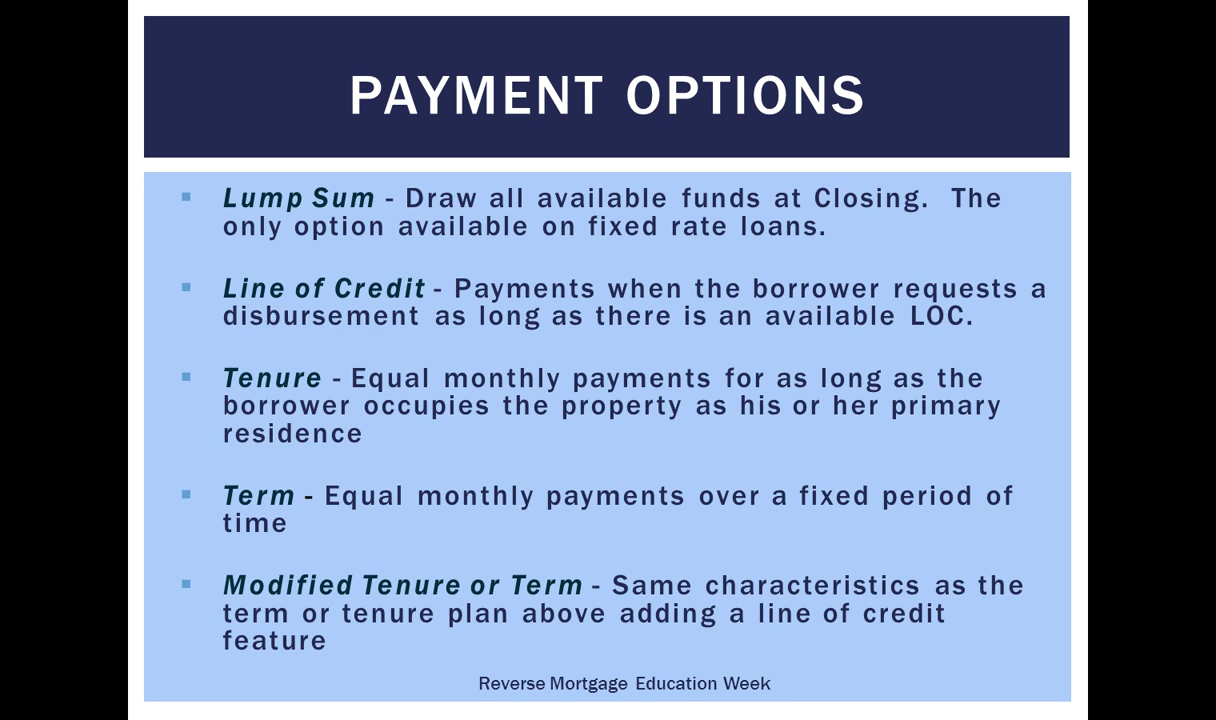 PAYMENT OPTIONS
▪ Lump Sum - Draw all available funds at Closing.  The
only option available on fixed rate loans.
▪ Line of Credit - Payments when the borrower requests a
disbursement as long as there is an available LOC.
▪ Tenure - Equal monthly payments for as long as the
borrower occupies the property as his or her primary
residence
▪ Term - Equal monthly payments over a fixed period of
time
▪ Modified Tenure or Term - Same characteristics as the
term or tenure plan above adding a line of credit
feature
Reverse Mortgage Education Week